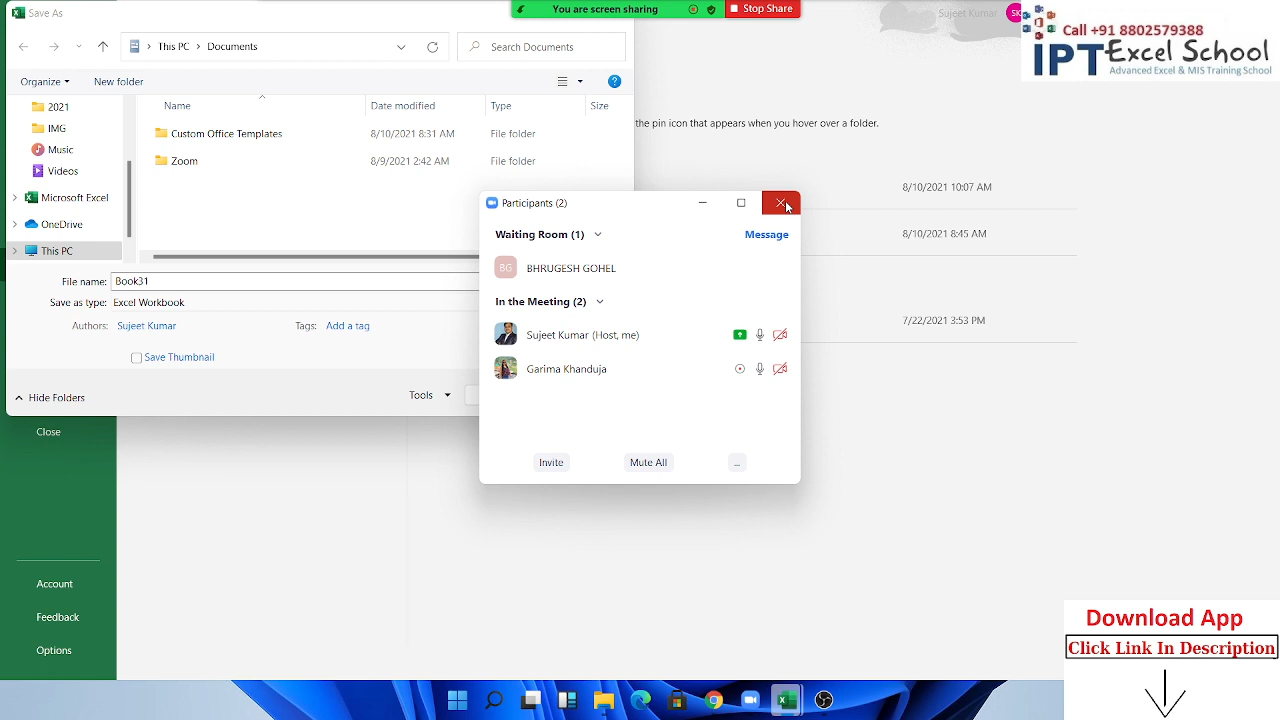 Save As
You are screen sharing
Stop Share
Sujeet Kumar
SK
Call +91 8802579388
IPT Excel School
Advanced Excel & MIS Training School
This PC
Documents
Search Documents
Organize
New folder
Name
Date modified
Type
Size
2021
IMG
Music
Videos
Microsoft Excel
OneDrive
This PC
Custom Office Templates
8/10/2021 8:31 AM
File folder
Zoom
8/9/2021 2:42 AM
File folder
the pin icon that appears when you hover over a folder.
8/10/2021 10:07 AM
8/10/2021 8:45 AM
7/22/2021 3:53 PM
File name:
Book31
Save as type:
Excel Workbook
Authors:
Sujeet Kumar
Tags:
Add a tag
Save Thumbnail
Hide Folders
Tools
Participants (2)
Waiting Room (1)
Message
BG
BHRUGESH GOHEL
In the Meeting (2)
Sujeet Kumar (Host, me)
Garima Khanduja
Invite
Mute All
...
Close
Account
Feedback
Options
Download App
Click Link In Description